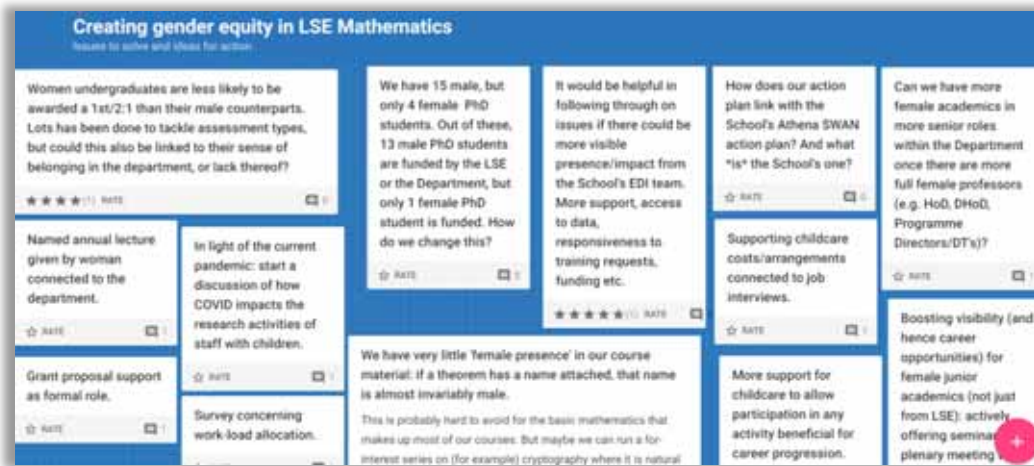 Creating gender equity in LSE Mathematics
Issues to solve and ideas for action
Women undergraduates are less likely to be
awarded a 1st/2:1 than their male counterparts.
Lots has been done to tackle assessment types,
but could this also be linked to their sense of
belonging in the department, or lack thereof?
(1) RATE
0
Named annual lecture
given by woman
connected to the
department.
RATE
Grant proposal support
as formal role.
RATE
In light of the current
pandemic: start a
discussion of how
COVID impacts the
research activities of
staff with children.
RATE
Survey concerning
work-load allocation.
We have 15 male, but
only 4 female PhD
students. Out of these,
13 male PhD students
are funded by the LSE
or the Department, but
only 1 female PhD
student is funded. How
do we change this?
RATE
We have very little 'female presence' in our course
material: if a theorem has a name attached, that name
is almost invariably male.
This is probably hard to avoid for the basic mathematics that
makes up most of our courses. But maybe we can run a for-
interest series on (for example) cryptography where it is natural
It would be helpful in
following through on
issues if there could be
more visible
presence/impact from
the School's EDI team.
More support, access
to data,
responsiveness to
training requests,
funding etc.
(1) RATE
How does our action
plan link with the
School's Athena SWAN
action plan? And what
*is* the School's one?
RATE
Supporting childcare
costs/arrangements
connected to job
interviews.
RATE
More support for
childcare to allow
participation in any
activity beneficial for
career progression.
Can we have more
female academics in
more senior roles
within the Department
once there are more
full female professors
(e.g. HoD, DHoD,
Programme
Directors/DT's)?
RATE
Boosting visibility (and
hence career
opportunities) for
female junior
academics (not just
from LSE): actively
offering
plenary meeting